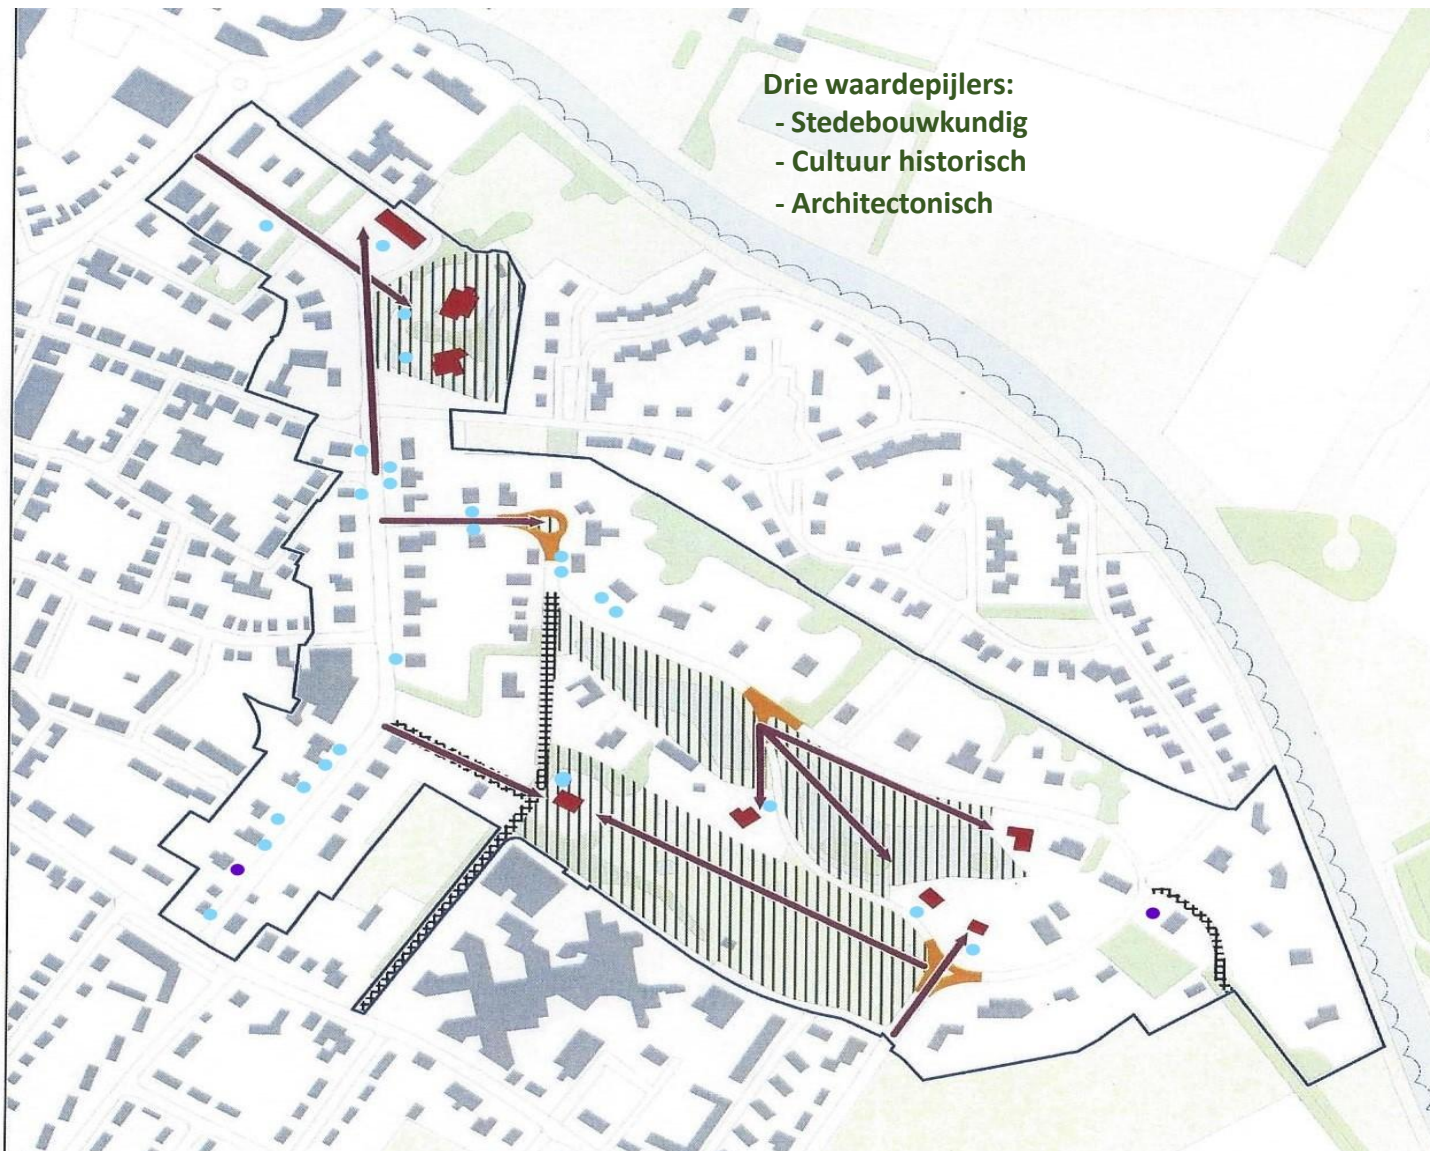 Drie waardepijlers:
- Stedebouwkundig
- Cultuur historisch
- Architectonisch